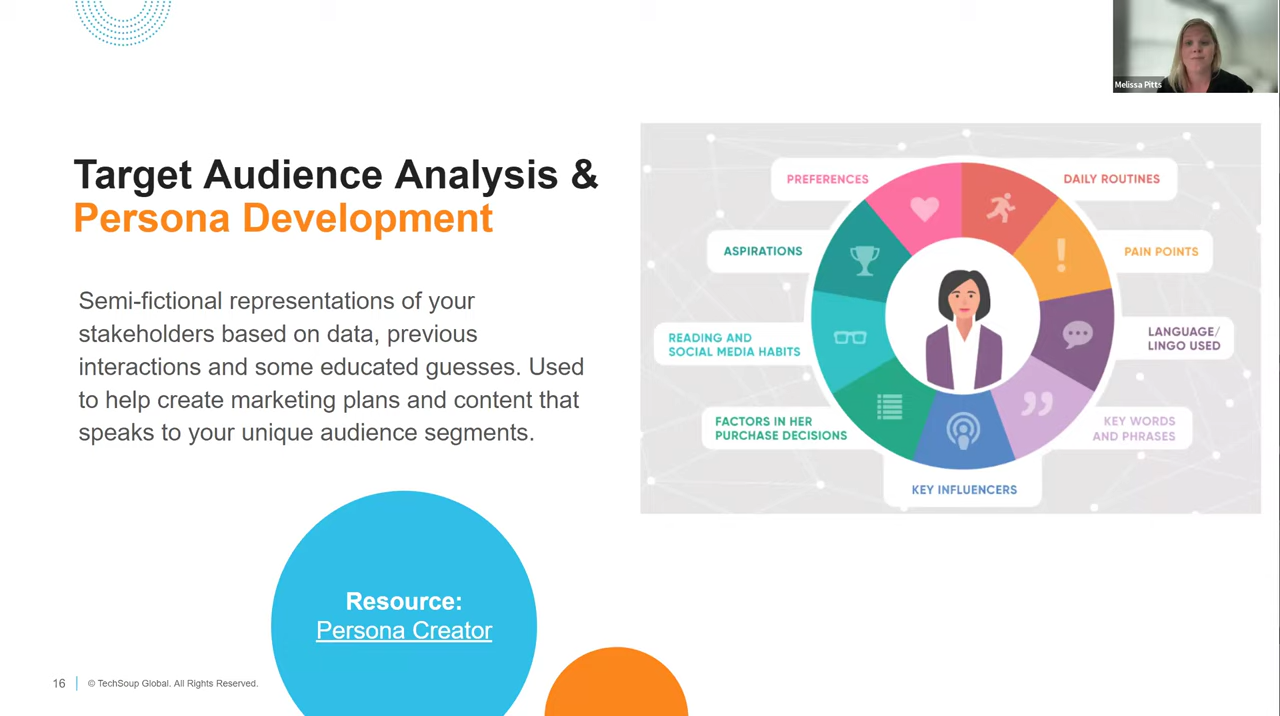 Melissa Pitts
Target Audience Analysis &
Persona Development
Semi-fictional representations of your
stakeholders based on data, previous
interactions and some educated guesses. Used
to help create marketing plans and content that
speaks to your unique audience segments.
PREFERENCES
DAILY ROUTINES
ASPIRATIONS
PAIN POINTS
READING AND
SOCIAL MEDIA HABITS
LANGUAGE/
LINGO USED
FACTORS IN HER
PURCHASE DECISIONS
KEY WORDS
AND PHRASES
KEY INFLUENCERS
Resource:
Persona Creator
16
© TechSoup Global. All Rights Reserved.